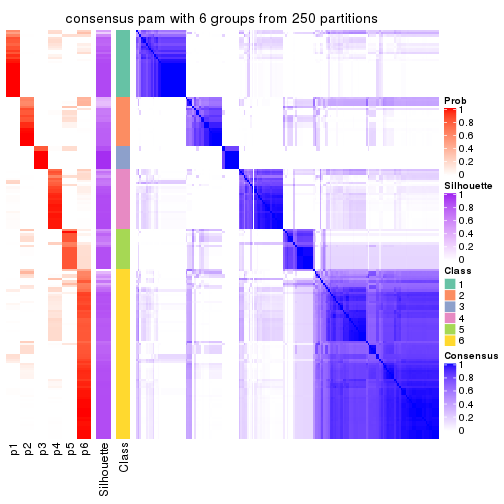 consensus pam with 6 groups from 250 partitions
Prob
1
0.8
0.6
0.4
0.2
0
Silhouette
1
0.8
0.6
0.4
0.2
0
Class
1
2
3
4
5
6
Consensus
1
0.8
0.6
0.4
0.2
0
p1
p2
p3
p4
p5
p6
Silhouette
Class